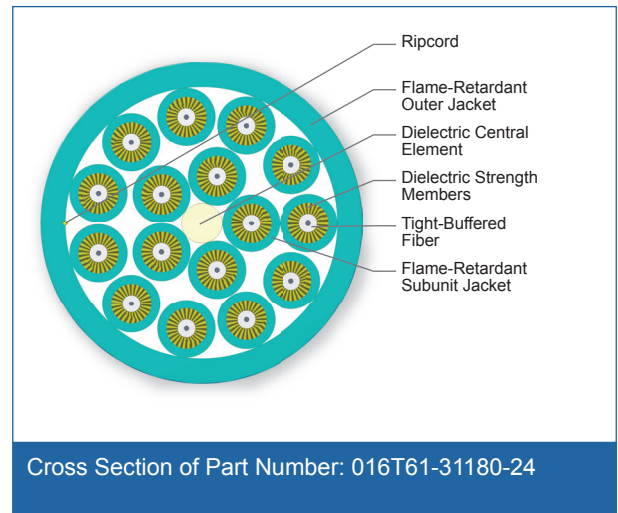 Ripcord
Flame-Retardant
Outer Jacket
Dielectric Central
Element
Dielectric Strength
Members
Tight-Buffered
Fiber
Flame-Retardant
Subunit Jacket
Cross Section of Part Number: 016T61-31180-24